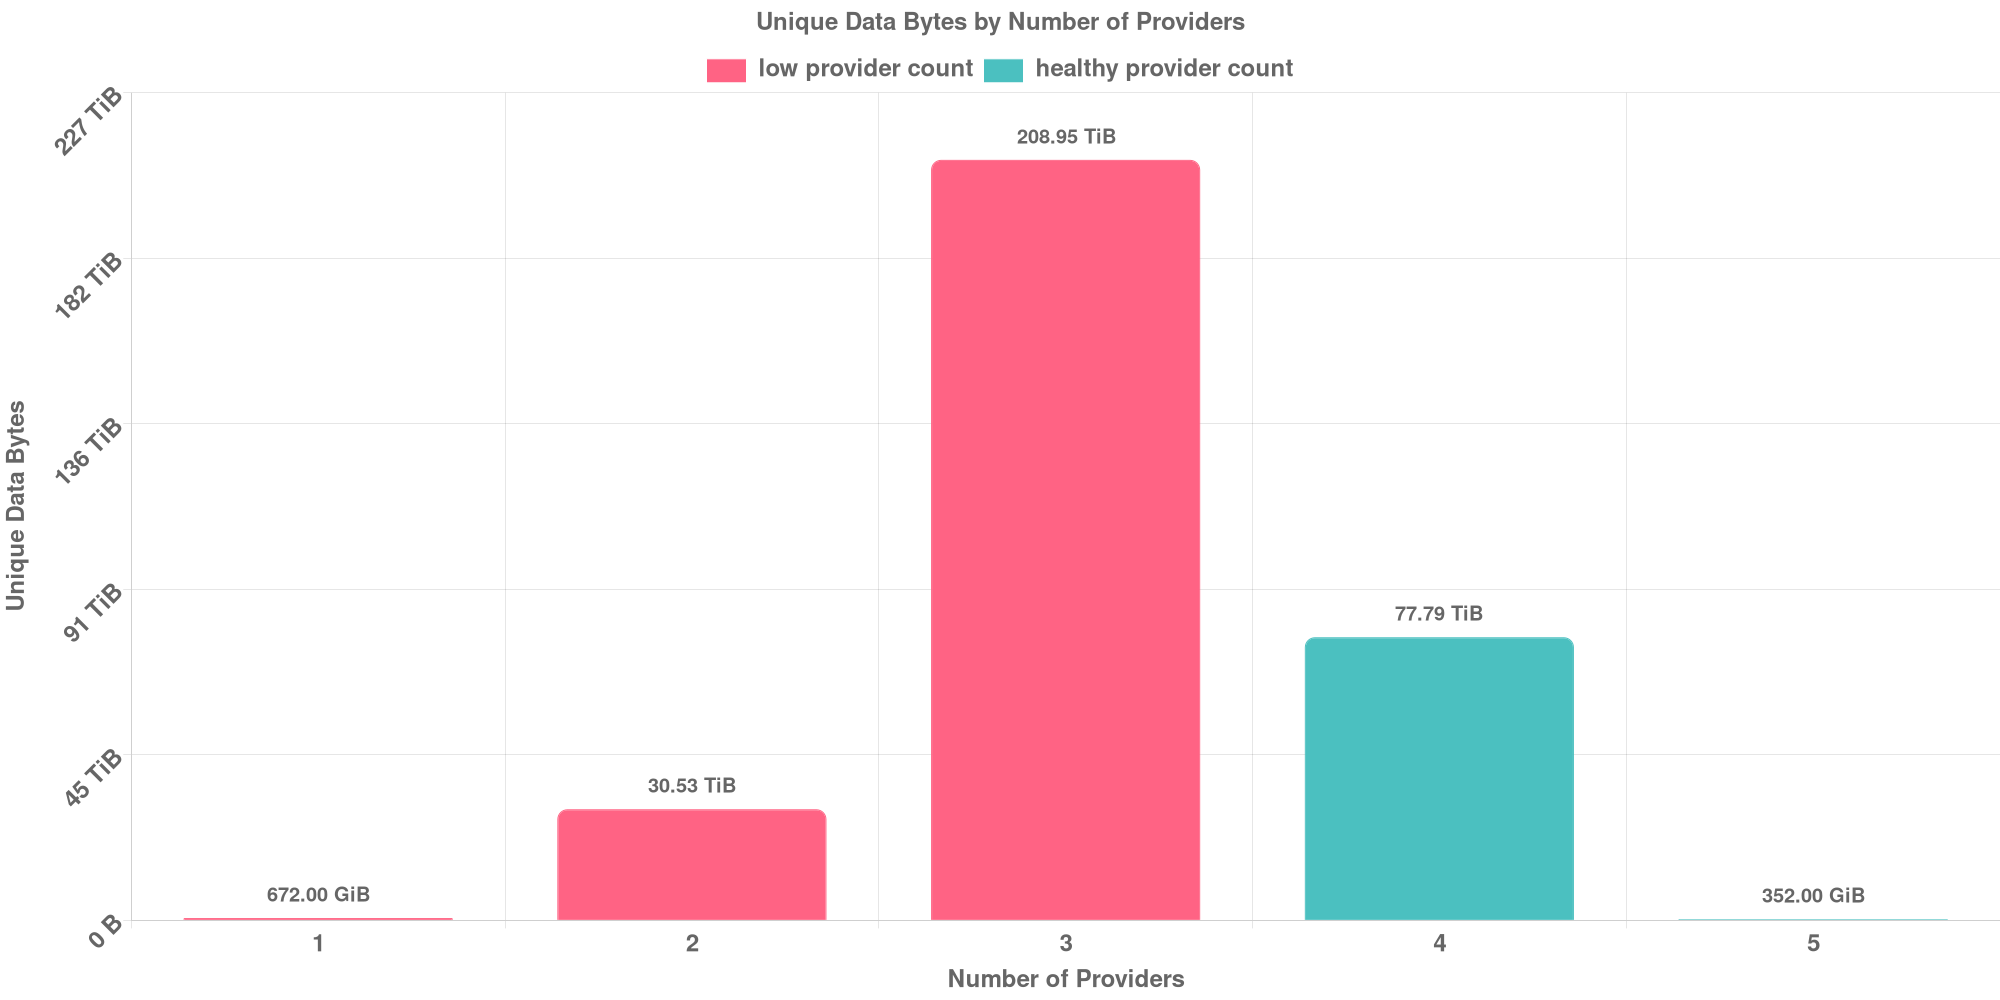 Unique Data Bytes by Number of Providers
low provider count
healthy provider count
227 TiB
182 TiB
136 TiB
91 TiB
45 TiB
0 B
Unique Data Bytes
672.00 GiB
30.53 TiB
208.95 TiB
77.79 TiB
352.00 GiB
1
2
3
4
5
Number of Providers